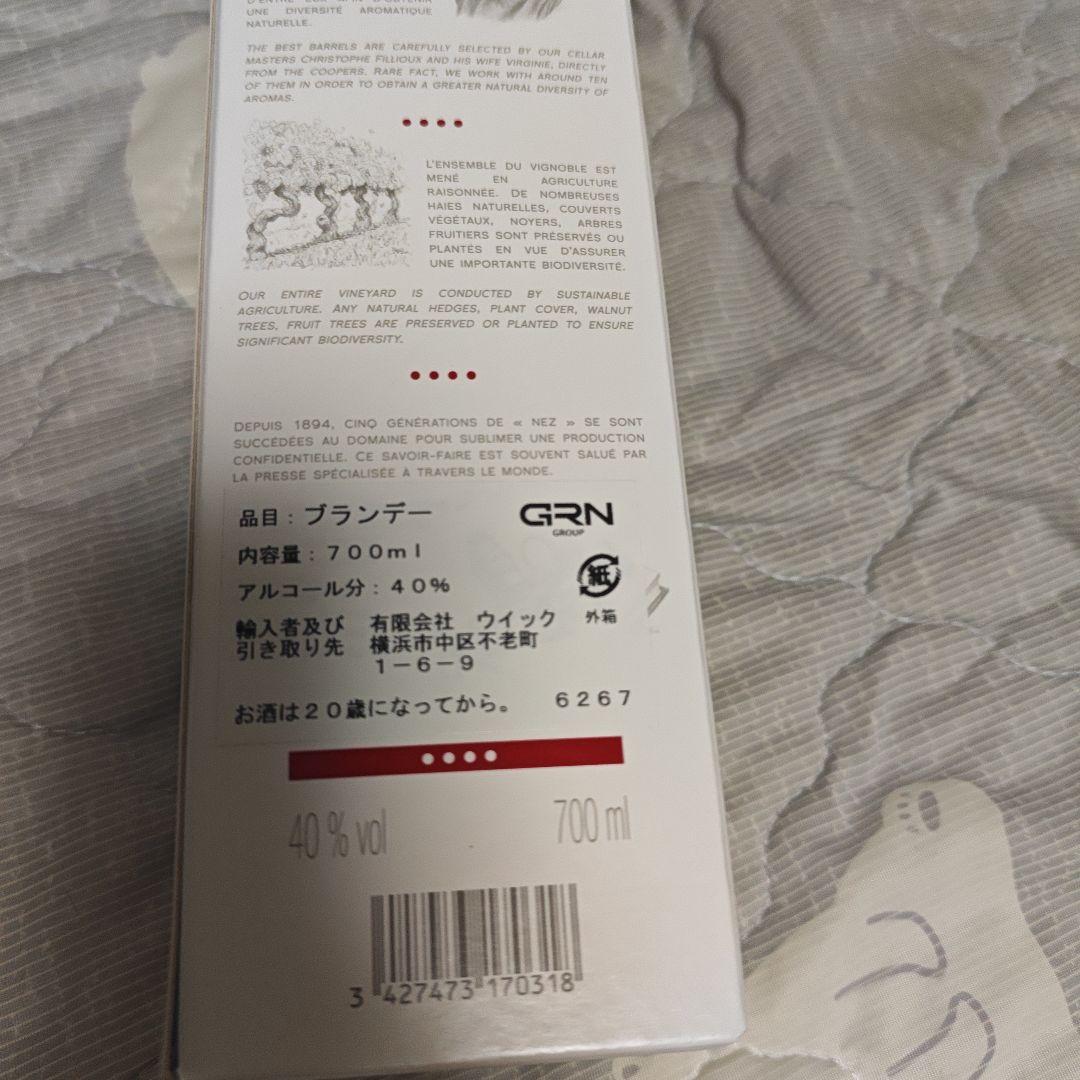 D'ENTRE EUX AFIN D'OBTENIR
UNE DIVERSITÉ AROMATIQUE
NATURELLE.
THE BEST BARRELS ARE CAREFULLY SELECTED BY OUR CELLAR
MASTERS CHRISTOPHE FILLIOUX AND HIS WIFE VIRGINIE, DIRECTLY
FROM THE COOPERS. RARE FACT, WE WORK WITH AROUND TEN
OF THEM IN ORDER TO OBTAIN A GREATER NATURAL DIVERSITY OF
AROMAS.
L'ENSEMBLE DU VIGNOBLE EST
MENÉ EN AGRICULTURE
RAISONNÉE. DE NOMBREUSES
HAIES NATURELLES, COUVERTS
VÉGÉTAUX, NOYERS, ARBRES
FRUITIERS SONT PRÉSERVÉS OU
PLANTÉS EN VUE D'ASSURER
UNE IMPORTANTE BIODIVERSITÉ.
OUR ENTIRE VINEYARD IS CONDUCTED BY SUSTAINABLE
AGRICULTURE. ANY NATURAL HEDGES, PLANT COVER, WALNUT
TREES, FRUIT TREES ARE PRESERVED OR PLANTED TO ENSURE
SIGNIFICANT BIODIVERSITY.
DEPUIS 1894, CINQ GÉNÉRATIONS DE « NEZ » SE SONT
SUCCÉDÉES AU DOMAINE POUR SUBLIMER UNE PRODUCTION
CONFIDENTIELLE. CE SAVOIR-FAIRE EST SOUVENT SALUÉ PAR
LA PRESSE SPÉCIALISÉE À TRAVERS LE MONDE.
品目：ブランデー
GRN
GROUP
内容量：７００ｍｌ
紙
アルコール分：４０％
外箱
輸入者及び 有限会社 ウイック
引き取り先 横浜市中区不老町
１－６－９
お酒は２０歳になってから。 ６２６７
40 % vol 700 ml
3 427473 170318